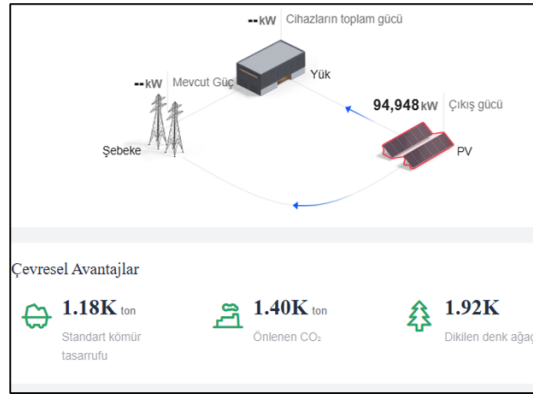 --kW Cihazların toplam gücü
Yük
--kW Mevcut Güç
94,948 kW Çıkış gücü
Şebeke
PV
Çevresel Avantajlar
1.18K ton
Standart kömür
tasarrufu
1.40K ton
Önlenen CO₂
1.92K
Dikilen denk ağaç